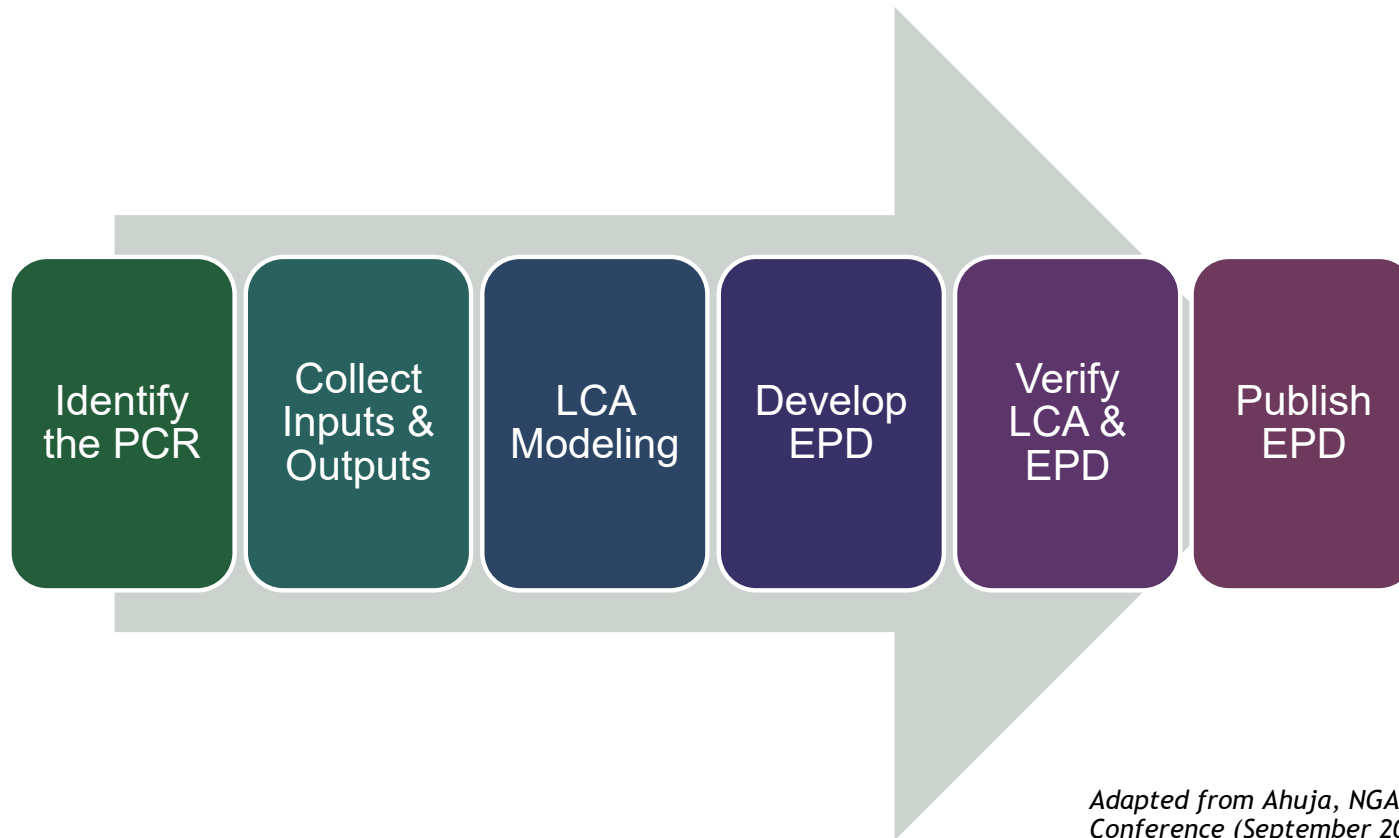 Identify
the PCR
Collect
Inputs &
Outputs
LCA
Modeling
Develop
EPD
Verify
LCA &
EPD
Publish
EPD
Adapted from Ahuja, NGA
Conference (September 20